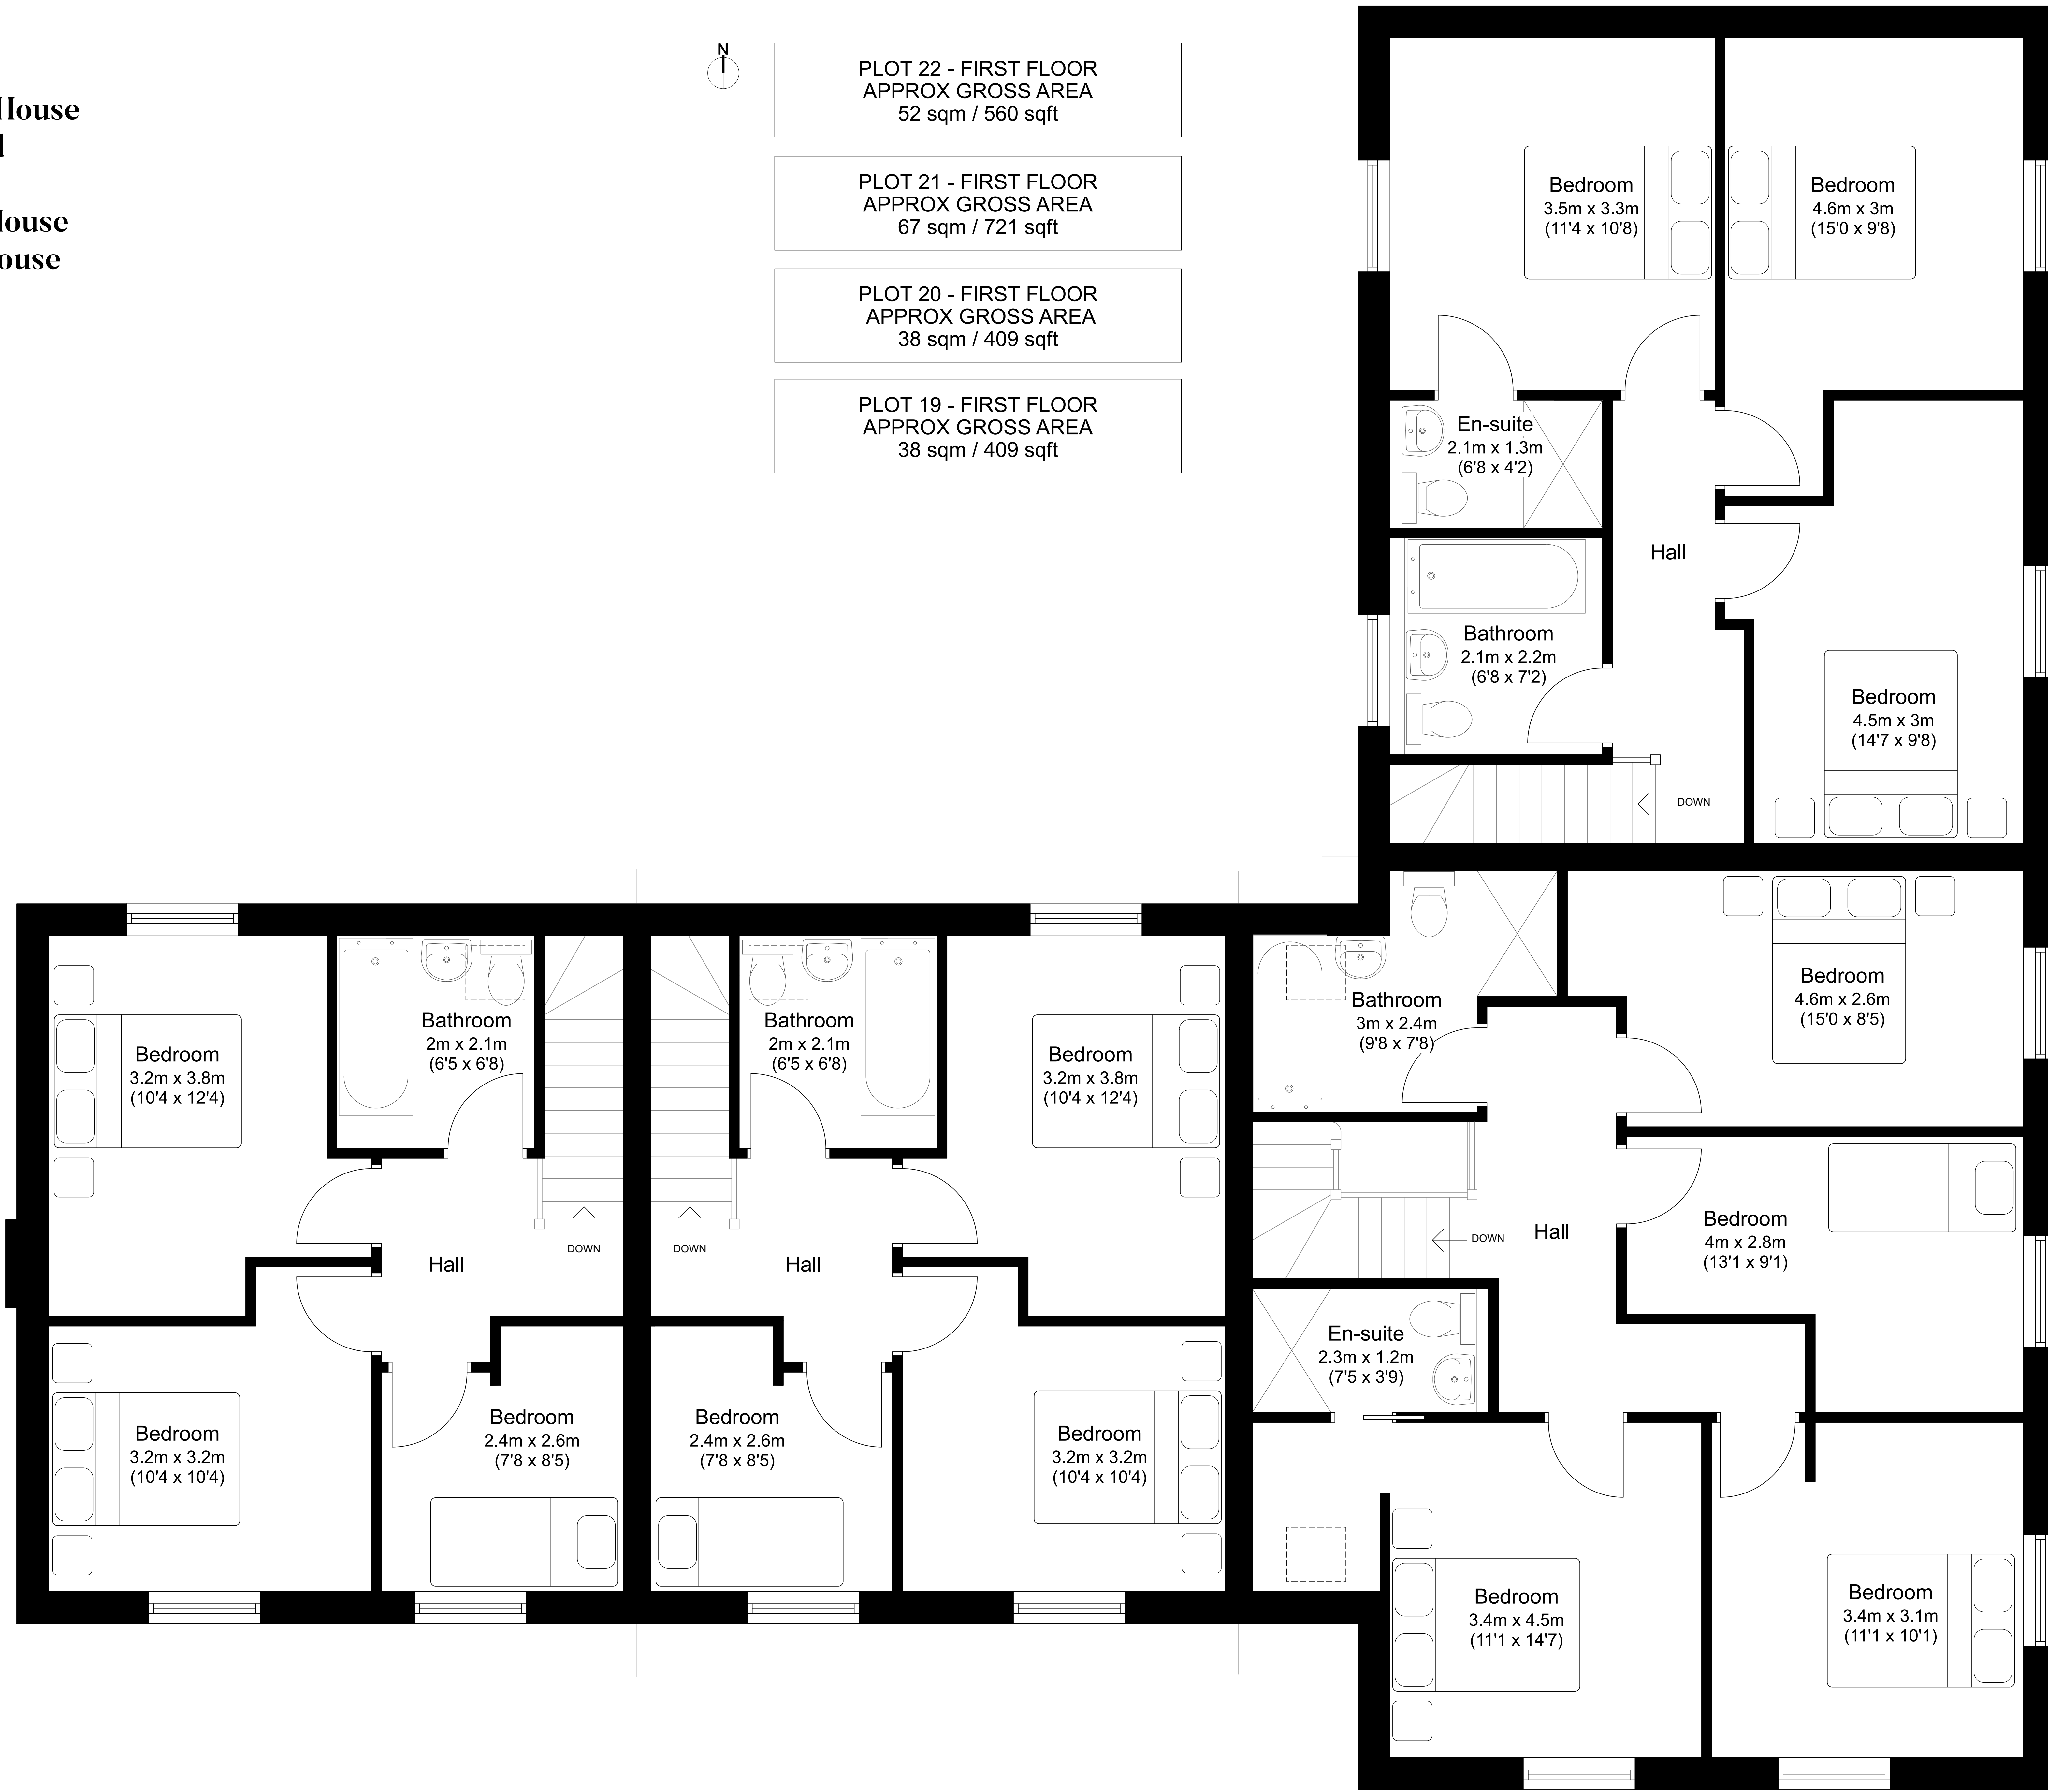 House
ouse
N
PLOT 22 - FIRST FLOOR
APPROX GROSS AREA
52 sqm / 560 sqft
PLOT 21 - FIRST FLOOR
APPROX GROSS AREA
67 sqm / 721 sqft
PLOT 20 - FIRST FLOOR
APPROX GROSS AREA
38 sqm / 409 sqft
PLOT 19 - FIRST FLOOR
APPROX GROSS AREA
38 sqm / 409 sqft
Bedroom
3.5m x 3.3m
(11'4 x 10'8)
Bedroom
4.6m x 3m
(15'0 x 9'8)
En-suite
2.1m x 1.3m
(6'8 x 4'2)
Hall
Bathroom
2.1m x 2.2m
(6'8 x 7'2)
Bedroom
4.5m x 3m
(14'7 x 9'8)
DOWN
Bedroom
3.2m x 3.8m
(10'4 x 12'4)
Bathroom
2m x 2.1m
(6'5 x 6'8)
DOWN
Hall
Bedroom
3.2m x 3.2m
(10'4 x 10'4)
Bedroom
2.4m x 2.6m
(7'8 x 8'5)
Bathroom
2m x 2.1m
(6'5 x 6'8)
Bedroom
3.2m x 3.8m
(10'4 x 12'4)
DOWN
Hall
Bedroom
2.4m x 2.6m
(7'8 x 8'5)
Bedroom
3.2m x 3.2m
(10'4 x 10'4)
Bathroom
3m x 2.4m
(9'8 x 7'8)
Bedroom
4.6m x 2.6m
(15'0 x 8'5)
DOWN
Hall
Bedroom
4m x 2.8m
(13'1 x 9'1)
En-suite
2.3m x 1.2m
(7'5 x 3'9)
Bedroom
3.4m x 4.5m
(11'1 x 14'7)
Bedroom
3.4m x 3.1m
(11'1 x 10'1)